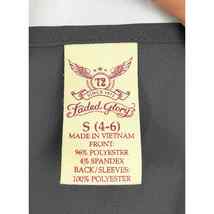 72
SINCE 1972
Faded Glory
S (4-6)
MADE IN VIETNAM
FRONT:
96% POLYESTER
4% SPANDEX
BACK/SLEEVES:
100% POLYESTER